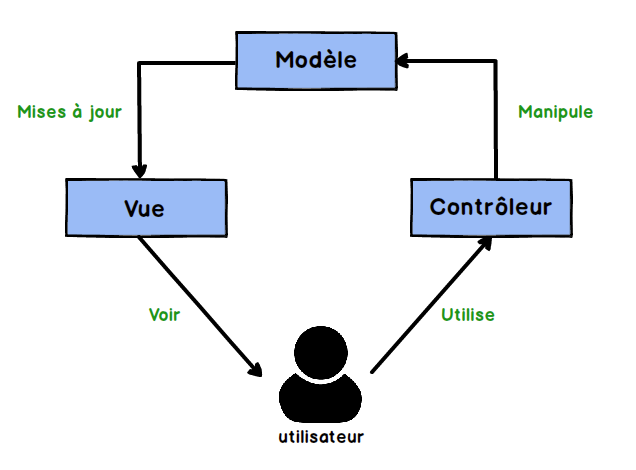 Modèle
Mises à jour
Manipule
Vue
Contrôleur
Voir
Utilise
utilisateur